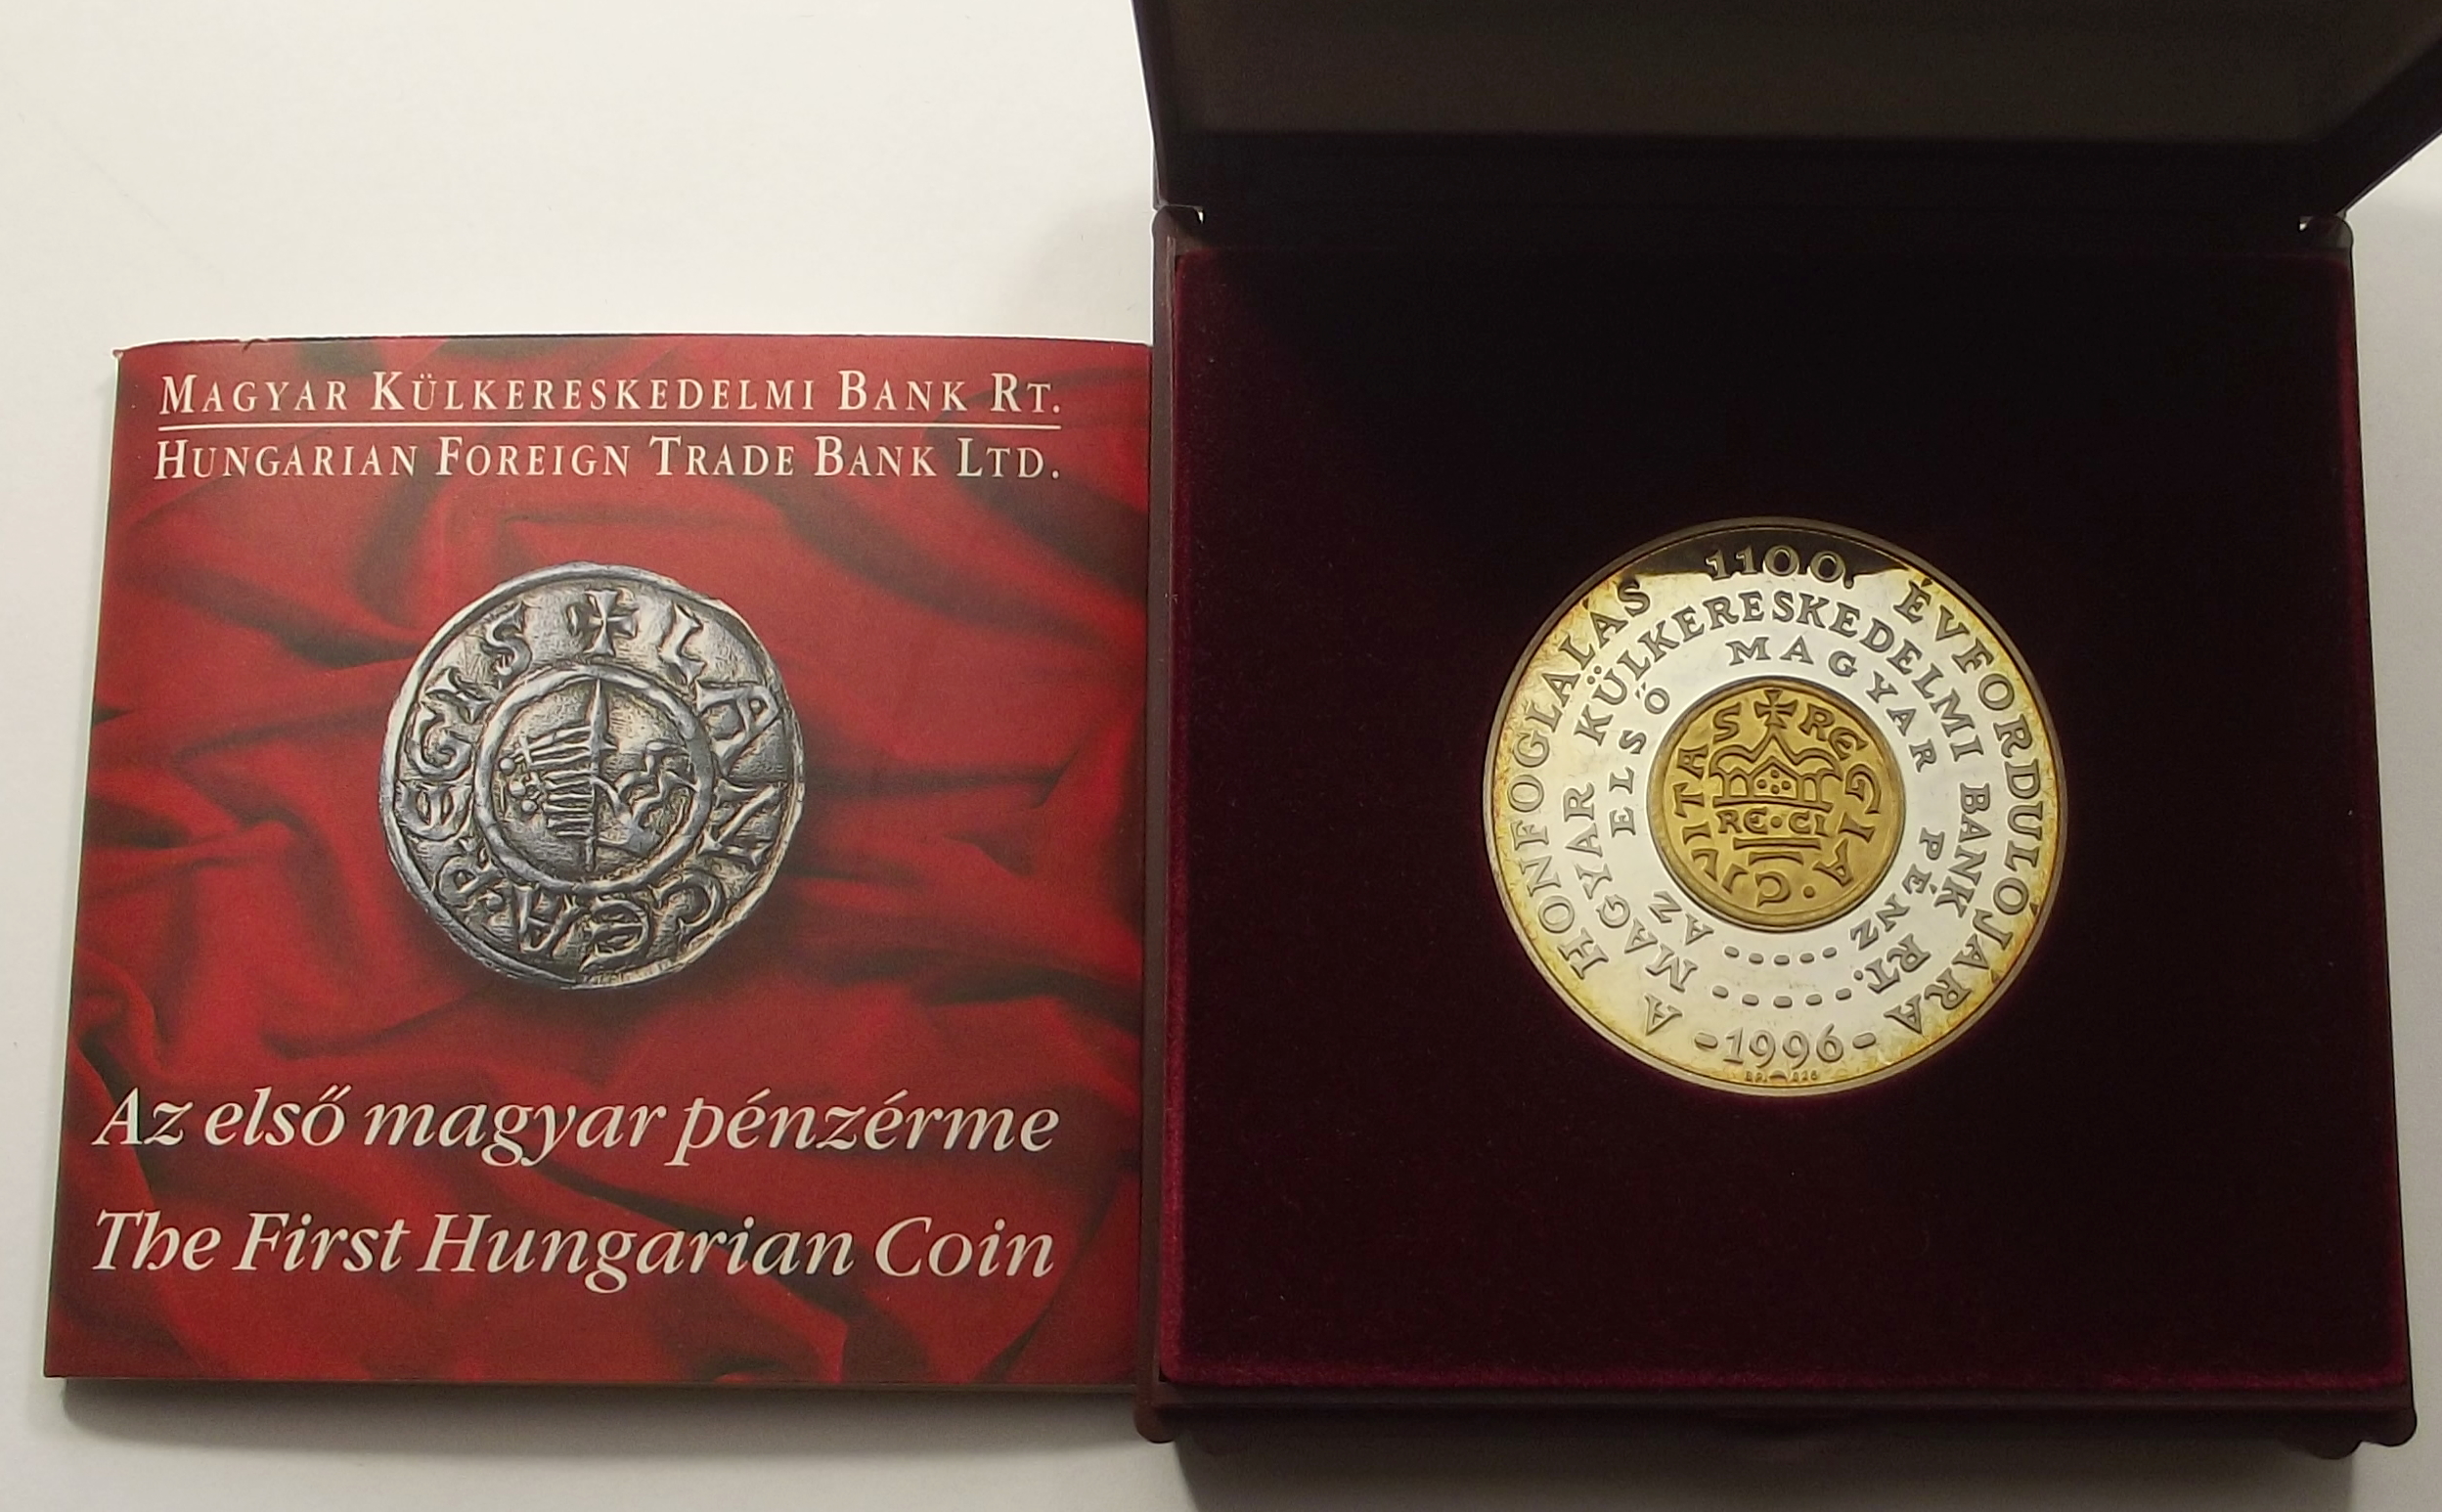 MAGYAR KÜLKERESKEDELMI BANK RT.
HUNGARIAN FOREIGN TRADE BANK LTD.
✠ LANCEA REGIS
Az első magyar pénzérme
The First Hungarian Coin
A HONFOGLALÁS 1100. ÉVFORDULÓJÁRA
-1996-
MAGYAR KÜLKERESKEDELMI BANK RT.
AZ ELSŐ MAGYAR PÉNZ
✠ REGIA · CIVITAS
RE·CI